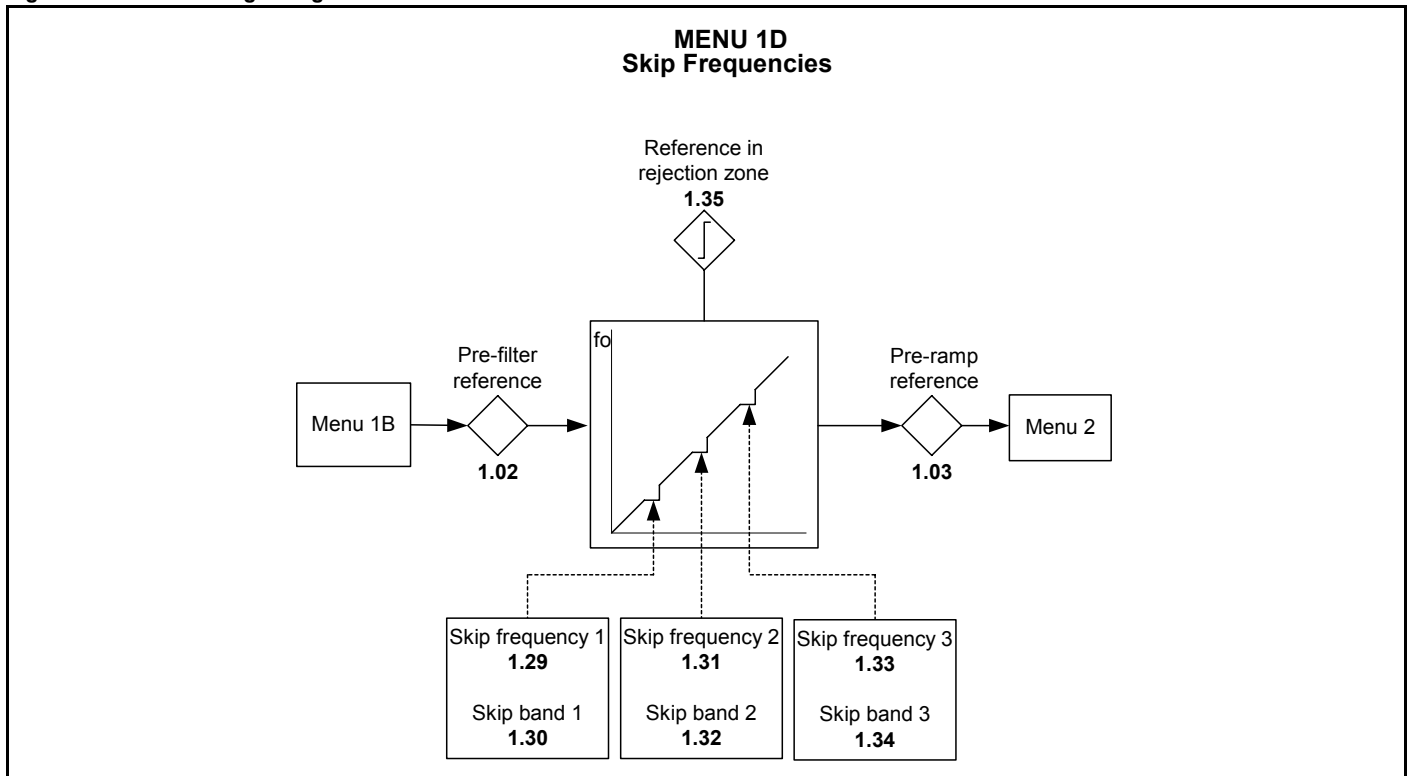 MENU 1D
Skip Frequencies
Reference in
rejection zone
1.35
fo
Pre-filter
reference
1.02
Pre-ramp
reference
1.03
Menu 1B
Menu 2
Skip frequency 1
1.29
Skip band 1
1.30
Skip frequency 2
1.31
Skip band 2
1.32
Skip frequency 3
1.33
Skip band 3
1.34